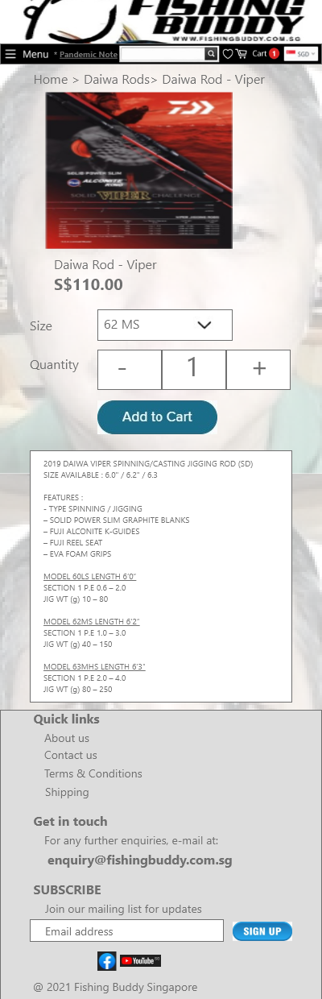 FISHING
BUDDY
WWW.FISHINGBUDDY.COM.SG
Menu * Pandemic Note Cart 1 SGD
Home > Daiwa Rods> Daiwa Rod - Viper
SOLID POWER SLIM
ALCONITE
RING
SOLID VIPER CHALLENGE
Daiwa Rod - Viper
S$110.00
Size 62 MS
Quantity - 1 +
Add to Cart
2019 DAIWA VIPER SPINNING/CASTING JIGGING ROD (SD)
SIZE AVAILABLE : 6.0" / 6.2" / 6.3
FEATURES :
- TYPE SPINNING / JIGGING
– SOLID POWER SLIM GRAPHITE BLANKS
– FUJI ALCONITE K-GUIDES
– FUJI REEL SEAT
– EVA FOAM GRIPS
MODEL 60LS LENGTH 6'0"
SECTION 1 P.E 0.6 – 2.0
JIG WT (g) 10 – 80
MODEL 62MS LENGTH 6'2"
SECTION 1 P.E 1.0 – 3.0
JIG WT (g) 40 – 150
MODEL 63MHS LENGTH 6'3"
SECTION 1 P.E 2.0 – 4.0
JIG WT (g) 80 – 250
Quick links
About us
Contact us
Terms & Conditions
Shipping
Get in touch
For any further enquiries, e-mail at:
enquiry@fishingbuddy.com.sg
SUBSCRIBE
Join our mailing list for updates
Email address SIGN UP
YouTube
@ 2021 Fishing Buddy Singapore